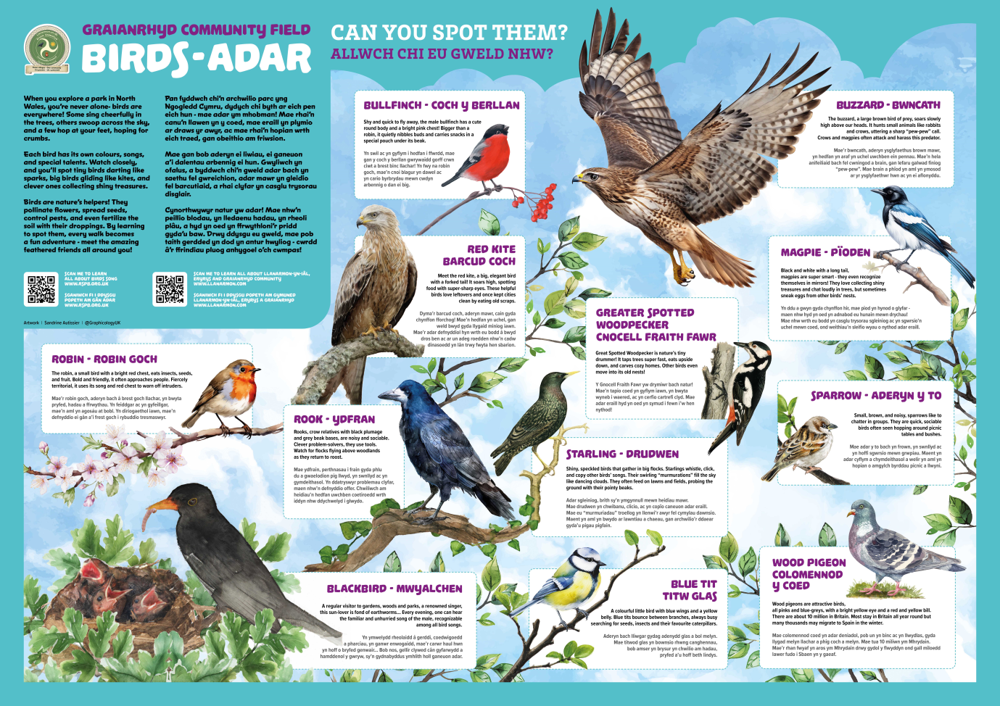 GRAIANRHYD COMMUNITY FIELD
BIRDS-ADAR
When you explore a park in North
Wales, you're never alone- birds are
everywhere! Some sing cheerfully in
the trees, others swoop across the sky,
and a few hop at your feet, hoping for
crumbs.
Each bird has its own colours, songs,
and special talents. Watch closely,
and you'll spot tiny birds darting like
sparks, big birds gliding like kites, and
clever ones collecting shiny treasures.
Birds are nature's helpers! They
pollinate flowers, spread seeds,
control pests, and even fertilize the
soil with their droppings. By learning
to spot them, every walk becomes
a fun adventure - meet the amazing
feathered friends all around you!
Pan fyddwch chi'n archwilio parc yng
Ngogledd Cymru, dydych chi byth ar eich pen
eich hun - mae adar ym mhobman! Mae rhai'n
canu'n llawen yn y coed, mae eraill yn plymio
ar draws yr awyr, ac mae rhai'n hopian wrth
eich traed, gan obeithio am friwsion.
Mae gan bob aderyn ei liwiau, ei ganeuon
a'i dalentau arbennig ei hun. Gwyliwch yn
ofalus, a byddwch chi'n gweld adar bach yn
saethu fel gwreichion, adar mawr yn gleidio
fel barcutiaid, a rhai clyfar yn casglu trysorau
disglair.
Cynorthwywyr natur yw adar! Mae nhw'n
peillio blodau, yn lledaenu hadau, yn rheoli
plâu, a hyd yn oed yn ffrwythloni'r pridd
gyda'u baw. Drwy ddysgu eu gweld, mae pob
taith gerdded yn dod yn antur hwyliog - cwrdd
â'r ffrindiau pluog anhygoel o'ch cwmpas!
SCAN ME TO LEARN
ALL ABOUT BIRDS SONG
WWW.RSPB.ORG.UK
SGANIWCH FI I DDYSGU
POPETH AM GÂN ADAR
WWW.RSPB.ORG.UK
SCAN ME TO LEARN ALL ABOUT LLANARMON-YN-IÂL,
ERYRYS AND GRAIANRHYD COMMUNITY
WWW.LLANARMON.COM
SGANIWCH FI I DDYSGU POPETH AM GYMUNED
LLANARMON-YN-IÂL, ERYRYS A GRAIANRHYD
WWW.LLANARMON.COM
Artwork | Sandrine Autissier | @GraphicologyUK
CAN YOU SPOT THEM?
ALLWCH CHI EU GWELD NHW?
BULLFINCH - COCH Y BERLLAN
Shy and quick to fly away, the male bullfinch has a cute
round body and a bright pink chest! Bigger than a
robin, it quietly nibbles buds and carries snacks in a
special pouch under its beak.
Yn swil ac yn gyflym i hedfan i ffwrdd, mae
gan y coch y berllan gwrywaidd gorff crwn
ciwt a brest binc llachar! Yn fwy na robin
goch, mae'n cnoi blagur yn dawel ac
yn cario byrbrydau mewn cwdyn
arbennig o dan ei big.
BUZZARD - BWNCATH
The buzzard, a large brown bird of prey, soars slowly
high above our heads. It hunts small animals like rabbits
and crows, uttering a sharp "pew-pew" call.
Crows and magpies often attack and harass this predator.
Mae'r bwncath, aderyn ysglyfaethus brown mawr,
yn hedfan yn araf yn uchel uwchben ein pennau. Mae'n hela
anifeiliaid bach fel cwningod a brain, gan lefaru galwad finiog
"pew-pew". Mae brain a phiod yn aml yn ymosod
ar yr ysglyfaethwr hwn ac yn ei aflonyddu.
RED KITE
BARCUD COCH
Meet the red kite, a big, elegant bird
with a forked tail! It soars high, spotting
food with super-sharp eyes. These helpful
birds love leftovers and once kept cities
clean by eating old scraps.
Dyma'r barcud coch, aderyn mawr, cain gyda
chynffon fforchog! Mae'n hedfan yn uchel, gan
weld bwyd gyda llygaid miniog iawn.
Mae'r adar defnyddiol hyn wrth eu bodd â bwyd
dros ben ac ar un adeg roedden nhw'n cadw
dinasoedd yn lân trwy fwyta hen sbarion.
MAGPIE - PÏODEN
Black and white with a long tail,
magpies are super smart - they even recognize
themselves in mirrors! They love collecting shiny
treasures and chat loudly in trees, but sometimes
sneak eggs from other birds' nests.
Yn ddu a gwyn gyda chynffon hir, mae piod yn hynod o glyfar -
maen nhw hyd yn oed yn adnabod eu hunain mewn drychau!
Mae nhw wrth eu bodd yn casglu trysorau sgleiniog ac yn sgwrsio'n
uchel mewn coed, ond weithiau'n sleifio wyau o nythod adar eraill.
GREATER SPOTTED
WOODPECKER
CNOCELL FRAITH FAWR
Great Spotted Woodpecker is nature's tiny
drummer! It taps trees super fast, eats upside
down, and carves cozy homes. Other birds even
move into its old nests!
Y Gnocell Fraith Fawr yw drymiwr bach natur!
Mae'n tapio coed yn gyflym iawn, yn bwyta
wyneb i waered, ac yn cerfio cartrefi clyd. Mae
adar eraill hyd yn oed yn symud i fewn i'w hen
nythod!
ROBIN - ROBIN GOCH
The robin, a small bird with a bright red chest, eats insects, seeds,
and fruit. Bold and friendly, it often approaches people. Fiercely
territorial, it uses its song and red chest to warn off intruders.
Mae'r robin goch, aderyn bach â brest goch llachar, yn bwyta
pryfed, hadau a ffrwythau. Yn feiddgar ac yn gyfeillgar,
mae'n aml yn agosáu at bobl. Yn diriogaethol iawn, mae'n
defnyddio ei gân a'i frest goch i rybuddio tresmaswyr.
ROOK - YDFRAN
Rooks, crow relatives with black plumage
and grey beak bases, are noisy and sociable.
Clever problem-solvers, they use tools.
Watch for flocks flying above woodlands
as they return to roost.
Mae ydfrain, perthnasau i frain gyda phlu
du a gwaelodion pig llwyd, yn swnllyd ac yn
gymdeithasol. Yn ddatryswyr problemau clyfar,
maen nhw'n defnyddio offer. Chwiliwch am
heidiau'n hedfan uwchben coetiroedd wrth
iddyn nhw ddychwelyd i glwydo.
SPARROW - ADERYN Y TO
Small, brown, and noisy, sparrows like to
chatter in groups. They are quick, sociable
birds often seen hopping around picnic
tables and bushes.
Mae adar y to bach yn frown, yn swnllyd ac
yn hoffi sgwrsio mewn grwpiau. Maent yn
adar cyflym a chymdeithasol a welir yn aml yn
hopian o amgylch byrddau picnic a llwyni.
STARLING - DRUDWEN
Shiny, speckled birds that gather in big flocks. Starlings whistle, click,
and copy other birds' songs. Their swirling "murmurations" fill the sky
like dancing clouds. They often feed on lawns and fields, probing the
ground with their pointy beaks.
Adar sgleiniog, brith sy'n ymgynnull mewn heidiau mawr.
Mae drudwen yn chwibanu, clicio, ac yn copio caneuon adar eraill.
Mae eu "murmuriadau" troellog yn llenwi'r awyr fel cymylau dawnsio.
Maent yn aml yn bwydo ar lawntiau a chaeau, gan archwilio'r ddaear
gyda'u pigau pigfain.
BLACKBIRD - MWYALCHEN
A regular visitor to gardens, woods and parks, a renowned singer,
this sun-lover is fond of earthworms... Every evening, one can hear
the familiar and unhurried song of the male, recognizable
among all bird songs.
Yn ymwelydd rheolaidd â gerddi, coedwigoedd
a pharciau, yn ganwr enwogaidd, mae'r carwr haul hwn
yn hoff o bryfed genwair... Bob nos, gellir clywed cân gyfarwydd a
hamddenol y gwryw, sy'n gydnabyddus ymhlith holl ganeuon adar.
BLUE TIT
TITW GLAS
A colourful little bird with blue wings and a yellow
belly. Blue tits bounce between branches, always busy
searching for seeds, insects and their favourite caterpillars.
Aderyn bach lliwgar gydag adenydd glas a bol melyn.
Mae titwod glas yn bownsio rhwng canghennau,
bob amser yn brysur yn chwilio am hadau,
pryfed a'u hoff beth lindys.
WOOD PIGEON
COLOMENNOD
Y COED
Wood pigeons are attractive birds,
all pinks and blue-greys, with a bright yellow eye and a red and yellow bill.
There are about 10 million in Britain. Most stay in Britain all year round but
many thousands may migrate to Spain in the winter.
Mae colomennod coed yn adar deniadol, pob un yn binc ac yn llwydlas, gyda
llygad melyn llachar a phig coch a melyn. Mae tua 10 miliwn ym Mhrydain.
Mae'r rhan fwyaf yn aros ym Mhrydain drwy gydol y flwyddyn ond gall miloedd
lawer fudo i Sbaen yn y gaeaf.